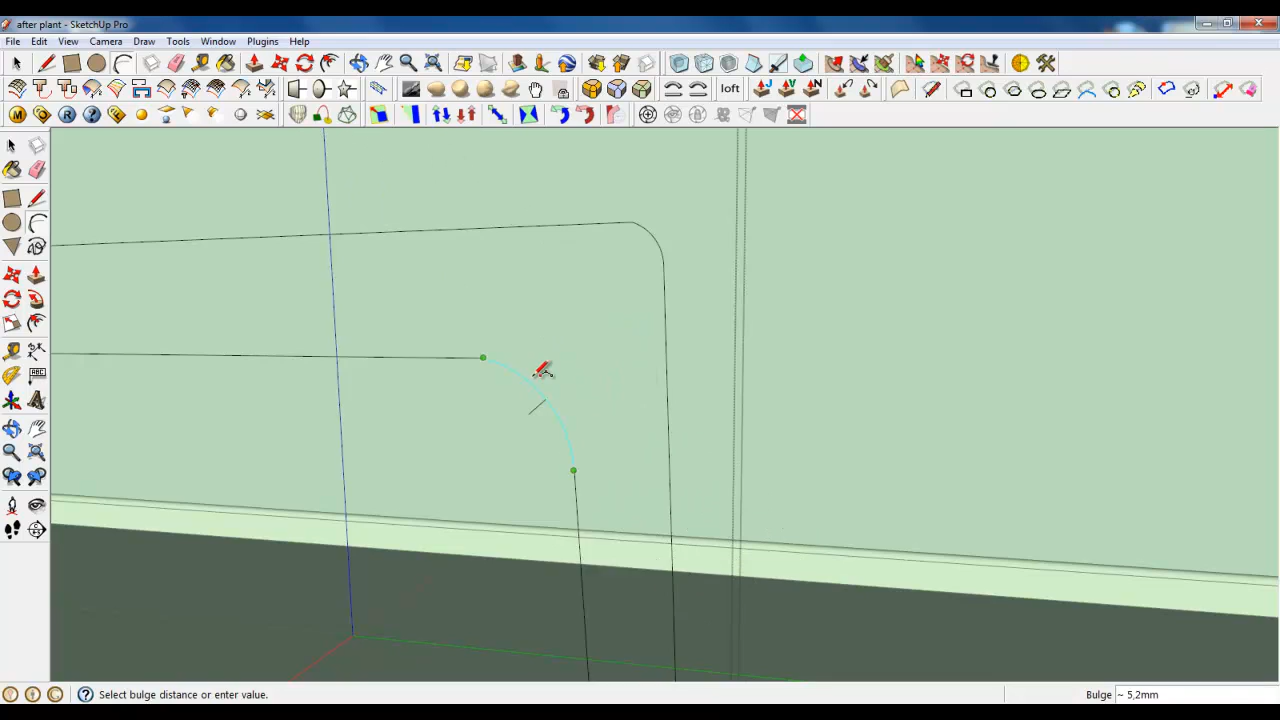 after plant - SketchUp Pro
File Edit View Camera Draw Tools Window Plugins Help
loft J V N
M R ?
ABC
? Select bulge distance or enter value. Bulge ~ 5,2mm